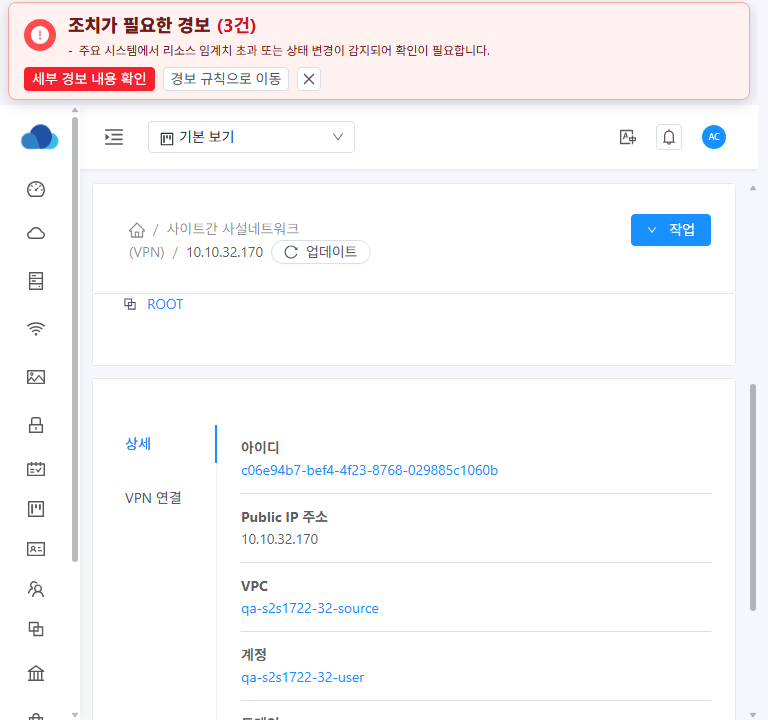 조치가 필요한 경보 (3건)
- 주요 시스템에서 리소스 임계치 초과 또는 상태 변경이 감지되어 확인이 필요합니다.
세부 경보 내용 확인 경보 규칙으로 이동
기본 보기
AC
/ 사이트간 사설네트워크
(VPN) / 10.10.32.170 업데이트
작업
ROOT
상세
VPN 연결
아이디
c06e94b7-bef4-4f23-8768-029885c1060b
Public IP 주소
10.10.32.170
VPC
qa-s2s1722-32-source
계정
qa-s2s1722-32-user